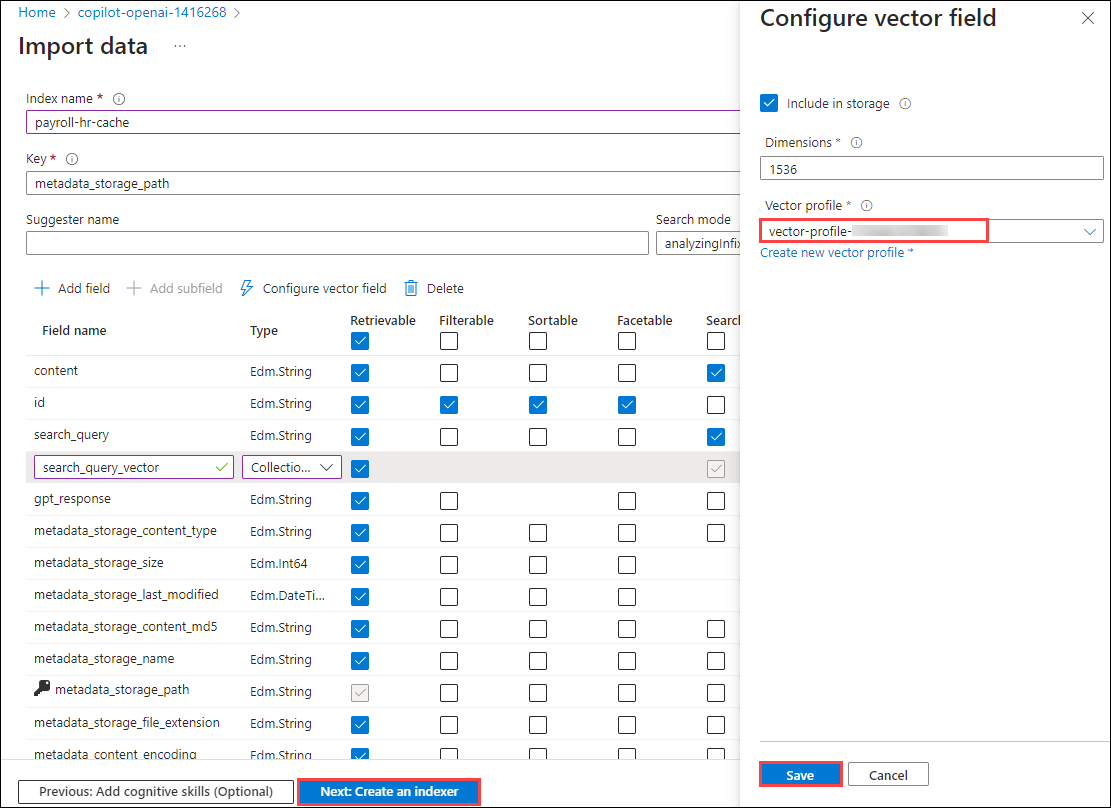 Home > copilot-openai-1416268 >
Import data ...
Index name *
payroll-hr-cache
Key *
metadata_storage_path
Suggester name
Search mode
analyzingInfix
Add field
Add subfield
Configure vector field
Delete
Field name
Type
Retrievable
Filterable
Sortable
Facetable
Searc
content
Edm.String
id
Edm.String
search_query
Edm.String
search_query_vector
Collectio...
gpt_response
Edm.String
metadata_storage_content_type
Edm.String
metadata_storage_size
Edm.Int64
metadata_storage_last_modified
Edm.DateTi...
metadata_storage_content_md5
Edm.String
metadata_storage_name
Edm.String
metadata_storage_path
Edm.String
metadata_storage_file_extension
Edm.String
metadata_content_encoding
Edm.String
Previous: Add cognitive skills (Optional)
Next: Create an indexer
Configure vector field
Include in storage
Dimensions *
1536
Vector profile *
vector-profile-
Create new vector profile *
Save
Cancel